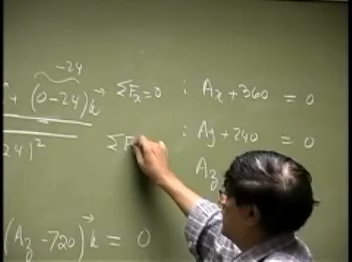 -24
+ (0-24)k⃗
24)²
ΣFx=0 : Ax + 360 = 0
ΣF : Ay + 240 = 0
Az
(Az - 720)k⃗ = 0